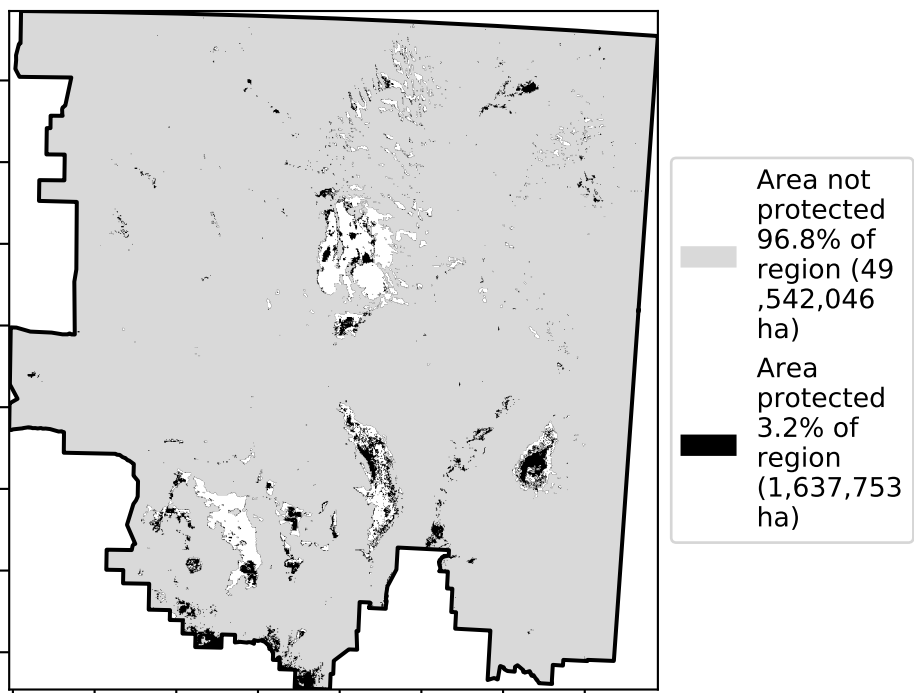 Area not
protected
96.8% of
region (49
,542,046
ha)
Area
protected
3.2% of
region
(1,637,753
ha)